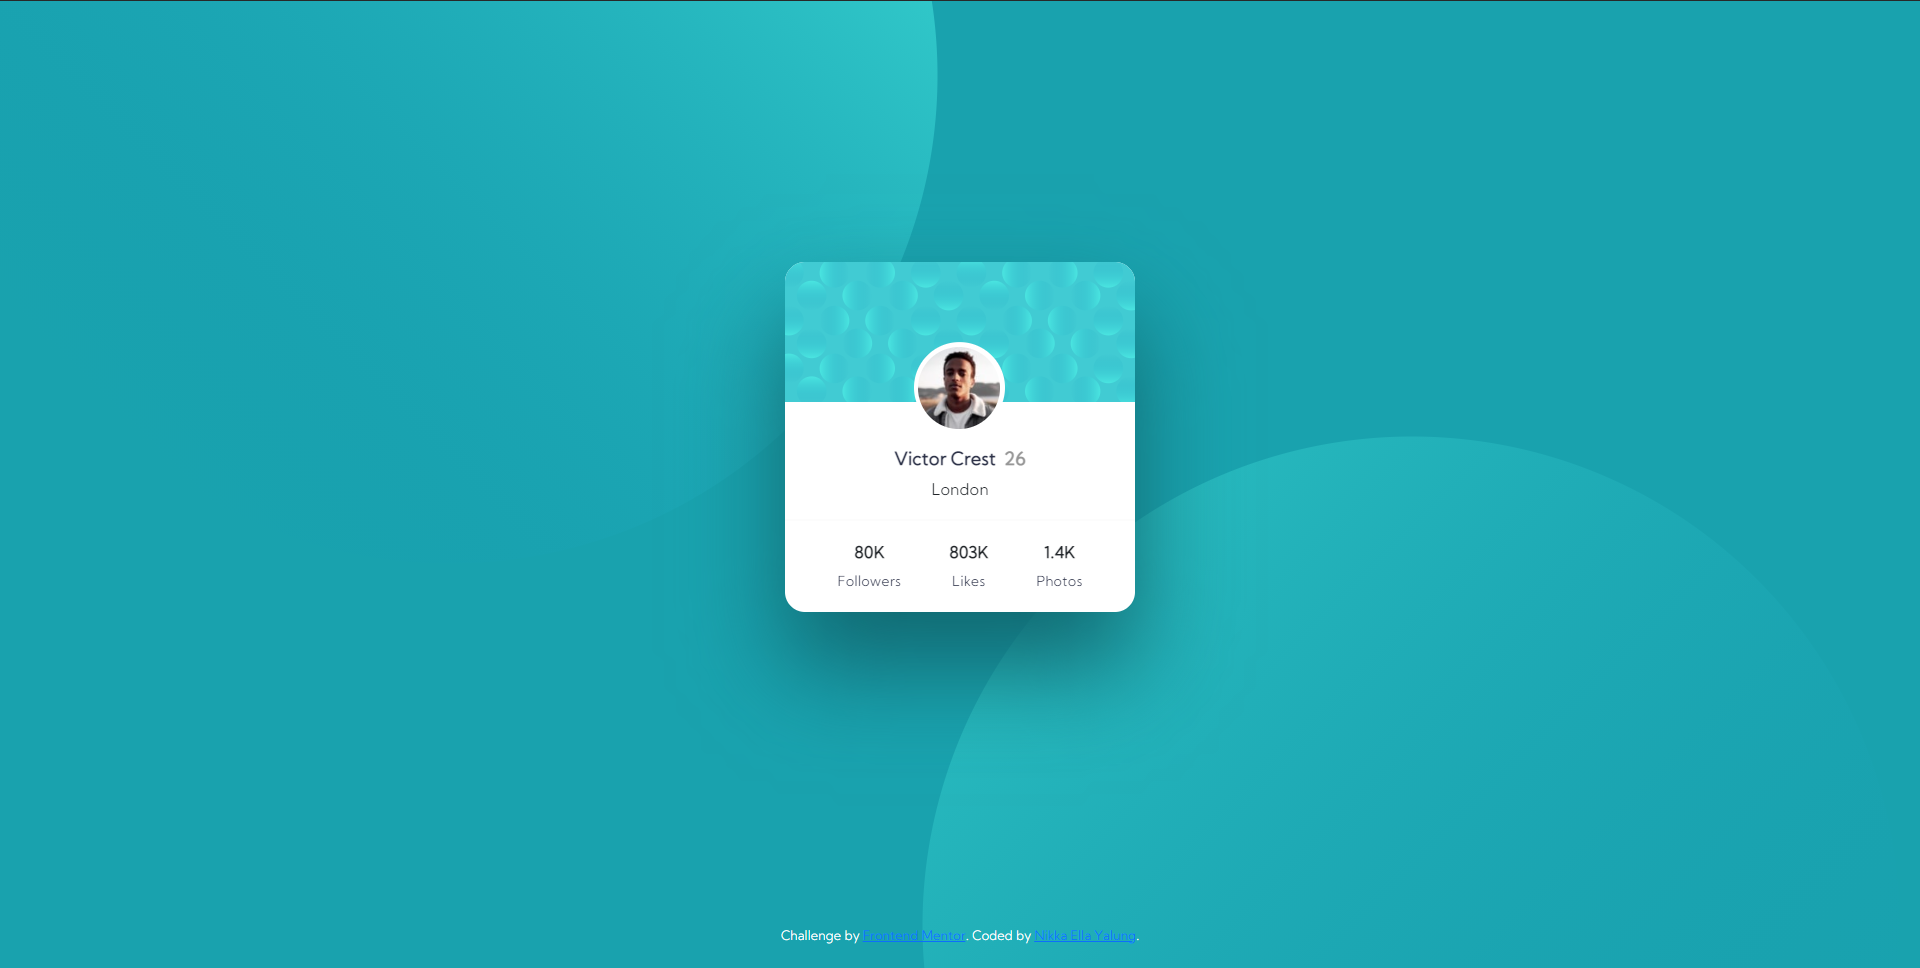 Victor Crest 26
London
80K 803K 1.4K
Followers Likes Photos
Challenge by Frontend Mentor. Coded by Nikka Ella Yalung.